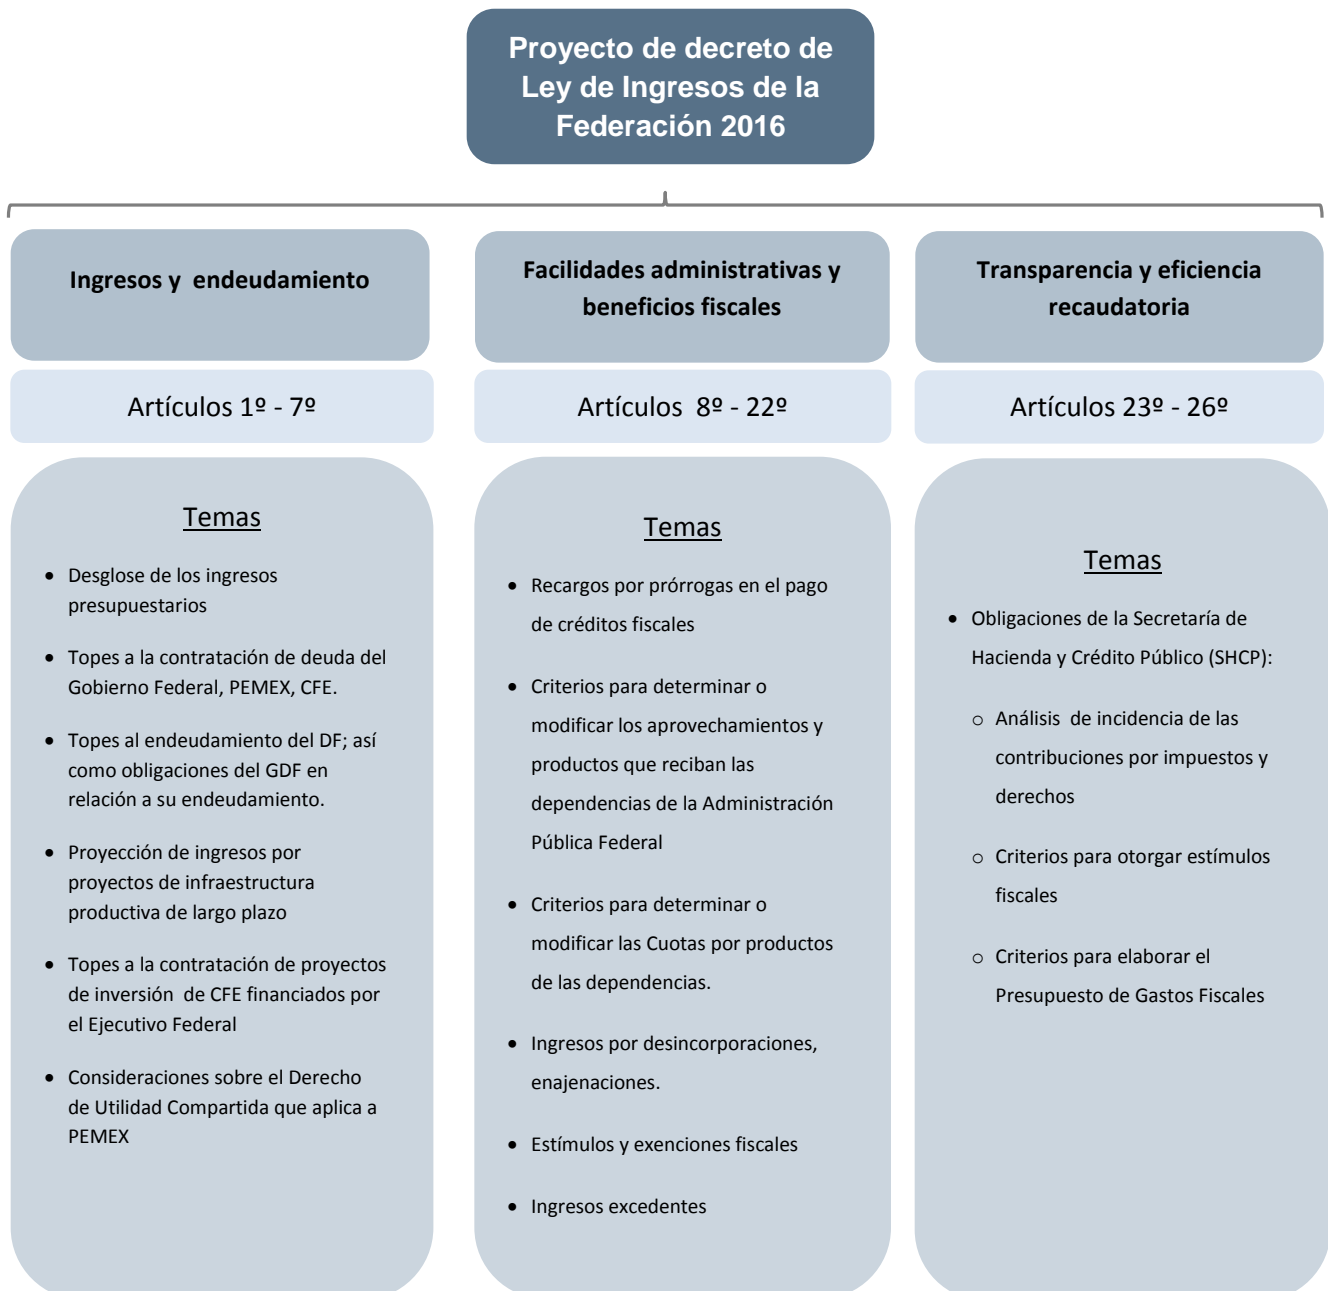 Proyecto de decreto de
Ley de Ingresos de la
Federación 2016
Ingresos y endeudamiento
Artículos 1º - 7º
Temas
• Desglose de los ingresos
presupuestarios
• Topes a la contratación de deuda del
Gobierno Federal, PEMEX, CFE.
• Topes al endeudamiento del DF; así
como obligaciones del GDF en
relación a su endeudamiento.
• Proyección de ingresos por
proyectos de infraestructura
productiva de largo plazo
• Topes a la contratación de proyectos
de inversión de CFE financiados por
el Ejecutivo Federal
• Consideraciones sobre el Derecho
de Utilidad Compartida que aplica a
PEMEX
Facilidades administrativas y
beneficios fiscales
Artículos 8º - 22º
Temas
• Recargos por prórrogas en el pago
de créditos fiscales
• Criterios para determinar o
modificar los aprovechamientos y
productos que reciban las
dependencias de la Administración
Pública Federal
• Criterios para determinar o
modificar las Cuotas por productos
de las dependencias.
• Ingresos por desincorporaciones,
enajenaciones.
• Estímulos y exenciones fiscales
• Ingresos excedentes
Transparencia y eficiencia
recaudatoria
Artículos 23º - 26º
Temas
• Obligaciones de la Secretaría de
Hacienda y Crédito Público (SHCP):
o Análisis de incidencia de las
contribuciones por impuestos y
derechos
o Criterios para otorgar estímulos
fiscales
o Criterios para elaborar el
Presupuesto de Gastos Fiscales